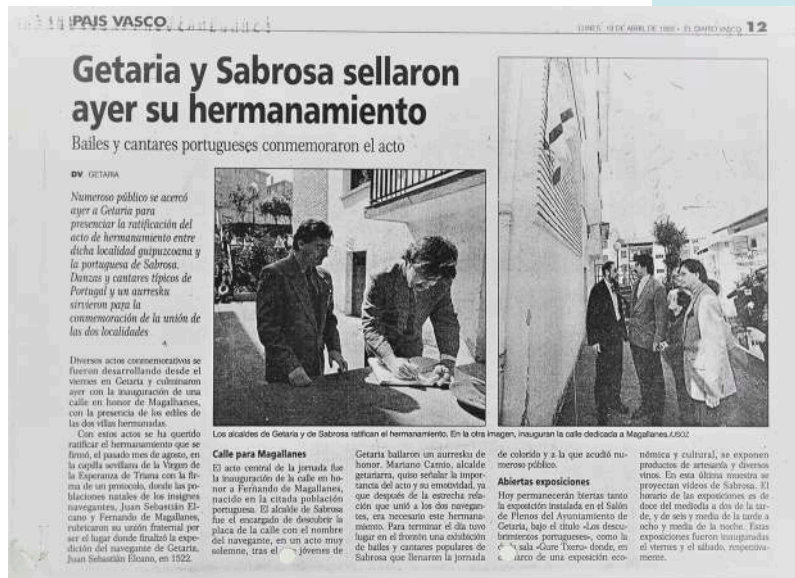 PAIS VASCO
LUNES, 19 DE ABRIL DE 1993 • EL DIARIO VASCO 12
Getaria y Sabrosa sellaron
ayer su hermanamiento
Bailes y cantares portugueses conmemoraron el acto
DV GETARIA
Numeroso público se acercó
ayer a Getaria para
presenciar la ratificación del
acto de hermanamiento entre
dicha localidad guipuzcoana y
la portuguesa de Sabrosa.
Danzas y cantares típicos de
Portugal y un aurresku
sirvieron para la
conmemoración de la unión de
las dos localidades
Diversos actos conmemorativos se
fueron desarrollando desde el
viernes en Getaria y culminaron
ayer con la inauguración de una
calle en honor de Magallhanes,
con la presencia de los ediles de
las dos villas hermanadas.
Con estos actos se ha querido
ratificar el hermanamiento que se
firmó, el pasado mes de agosto, en
la capilla sevillana de la Virgen de
la Esperanza de Triana con la fir-
ma de un protocolo, donde las po-
blaciones natales de los insignes
navegantes, Juan Sebastián El-
cano y Fernando de Magallanes,
rubricaron su unión fraternal por
ser el lugar donde finalizó la expe-
dición del navegante de Getaria,
Juan Sebastián Elcano, en 1522.
Los alcaldes de Getaria y de Sabrosa ratifican el hermanamiento. En la otra imagen, inauguran la calle dedicada a Magallanes./USOZ
Calle para Magallanes
El acto central de la jornada fue
la inauguración de la calle en ho-
nor a Fernando de Magallanes,
nacido en la citada población
portuguesa. El alcalde de Sabrosa
fue el encargado de descubrir la
placa de la calle con el nombre
del navegante, en un acto muy
solemne, tras el jóvenes de
Getaria bailaron un aurresku de
honor. Mariano Camio, alcalde
getariarra, quiso señalar la impor-
tancia del acto y su emotividad, ya
que después de la estrecha rela-
ción que unió a los dos navegan-
tes, era necesario este hermana-
miento. Para terminar el día tuvo
lugar en el frontón una exhibición
de bailes y cantares populares de
Sabrosa que llenaron la jornada
de colorido y a la que acudió nu-
meroso público.
Abiertas exposiciones
Hoy permanecerán abiertas tanto
la exposición instalada en el Salón
de Plenos del Ayuntamiento de
Getaria, bajo el título «Los descu-
brimientos portugueses», como la
sala «Gure Txeru» donde, en
marco de una exposición eco-
nómica y cultural, se exponen
productos de artesanía y diversos
vinos. En esta última muestra se
proyectan vídeos de Sabrosa. El
horario de las exposiciones es de
doce del mediodía a dos de la tar-
de, y de seis y media de la tarde a
ocho y media de la noche. Estas
exposiciones fueron inauguradas
el viernes y el sábado, respectiva-
mente.